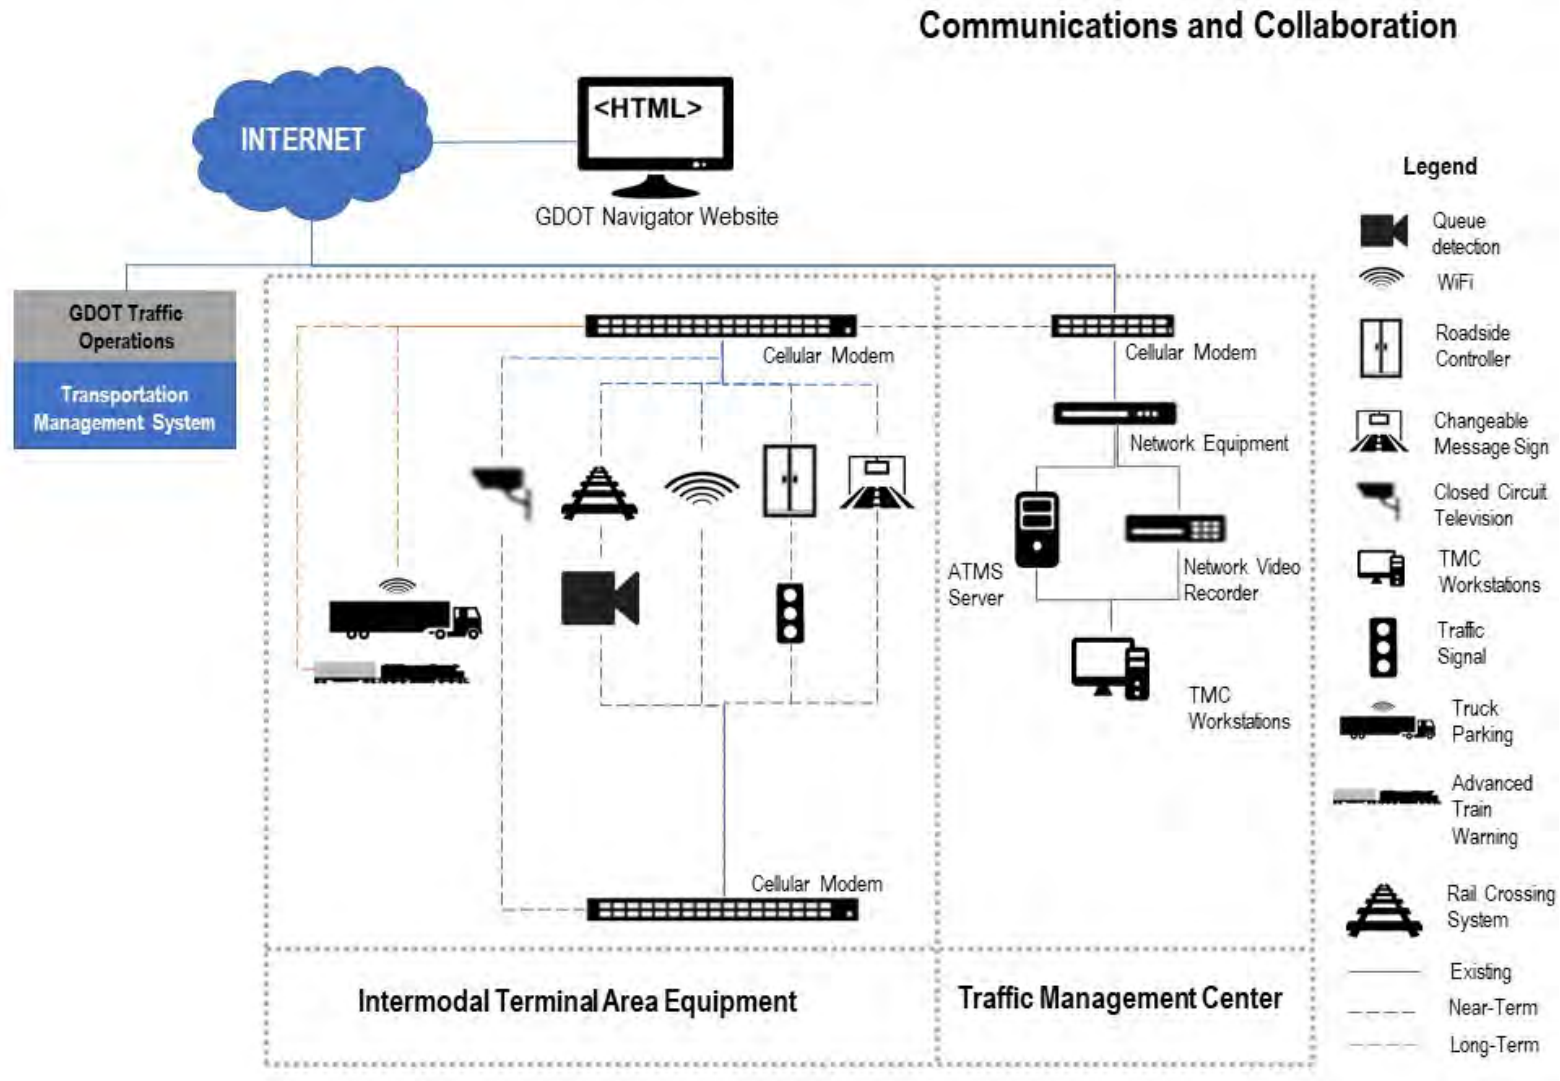 Communications and Collaboration
INTERNET
<HTML>
GDOT Navigator Website
GDOT Traffic
Operations
Transportation
Management System
Cellular Modem
Cellular Modem
Network Equipment
ATMS
Server
Network Video
Recorder
TMC
Workstations
Cellular Modem
Intermodal Terminal Area Equipment
Traffic Management Center
Legend
Queue
detection
WiFi
Roadside
Controller
Changeable
Message Sign
Closed Circuit
Television
TMC
Workstations
Traffic
Signal
Truck
Parking
Advanced
Train
Warning
Rail Crossing
System
Existing
Near-Term
Long-Term